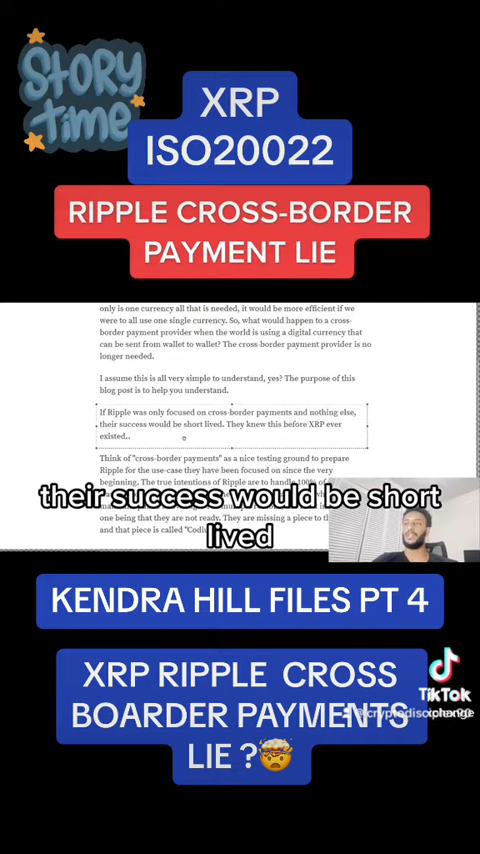 STORY
time
XRP
ISO20022
RIPPLE CROSS-BORDER
PAYMENT LIE
only is one currency all that is needed, it would be more efficient if we
were to all use one single currency. So, what would happen to a cross-
border payment provider when the world is using a digital currency that
can be sent from wallet to wallet? The cross-border payment provider is no
longer needed.
I assume this is all very simple to understand, yes? The purpose of this
blog post is to help you understand.
If Ripple was only focused on cross-border payments and nothing else,
their success would be short lived. They knew this before XRP ever
existed..
Think of "cross-border payments" as a nice testing ground to prepare
Ripple for the use-case they have been focused on since the very
beginning. The true intentions of Ripple are to handle 100% of
their success would be short
lived
one being that they are not ready. They are missing a piece to th
and that piece is called "Codiu
KENDRA HILL FILES PT 4
XRP RIPPLE CROSS
BOARDER PAYMENTS
LIE ?🤯
TikTok